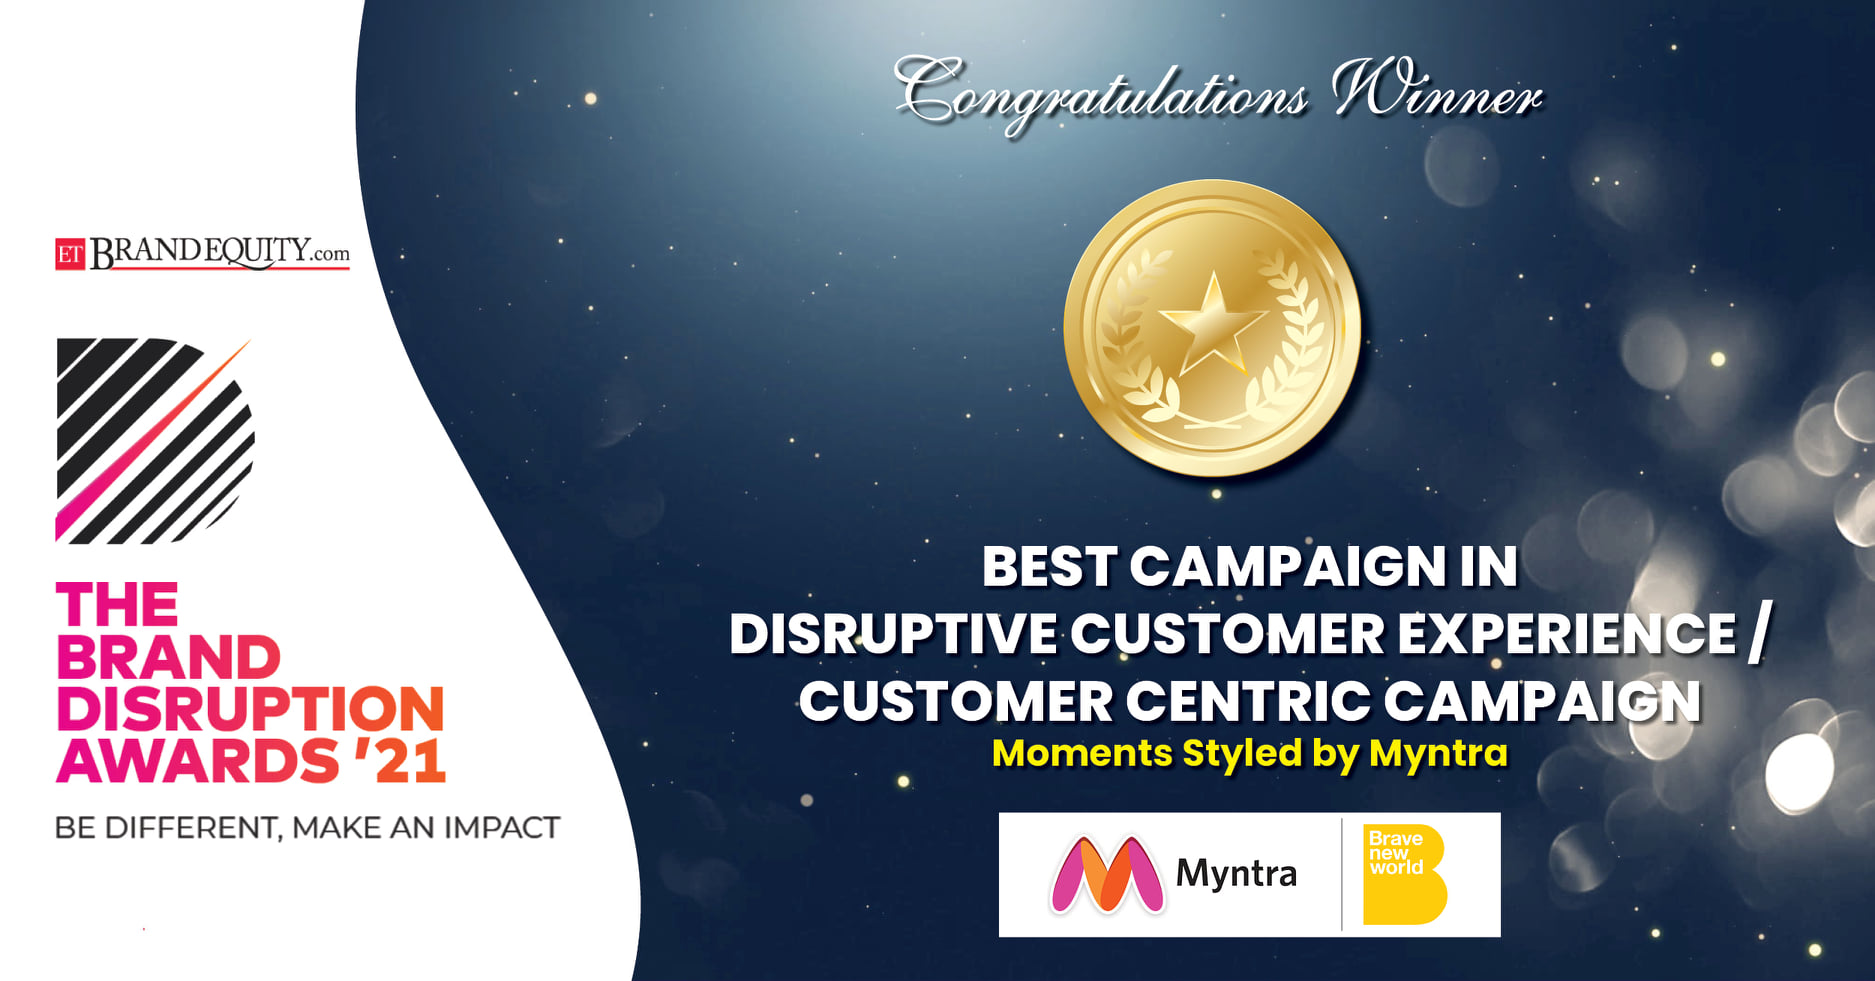 ET BRANDEQUITY.com
THE
BRAND
DISRUPTION
AWARDS '21
BE DIFFERENT, MAKE AN IMPACT
Congratulations Winner
BEST CAMPAIGN IN
DISRUPTIVE CUSTOMER EXPERIENCE /
CUSTOMER CENTRIC CAMPAIGN
Moments Styled by Myntra
Myntra
Brave
new
world